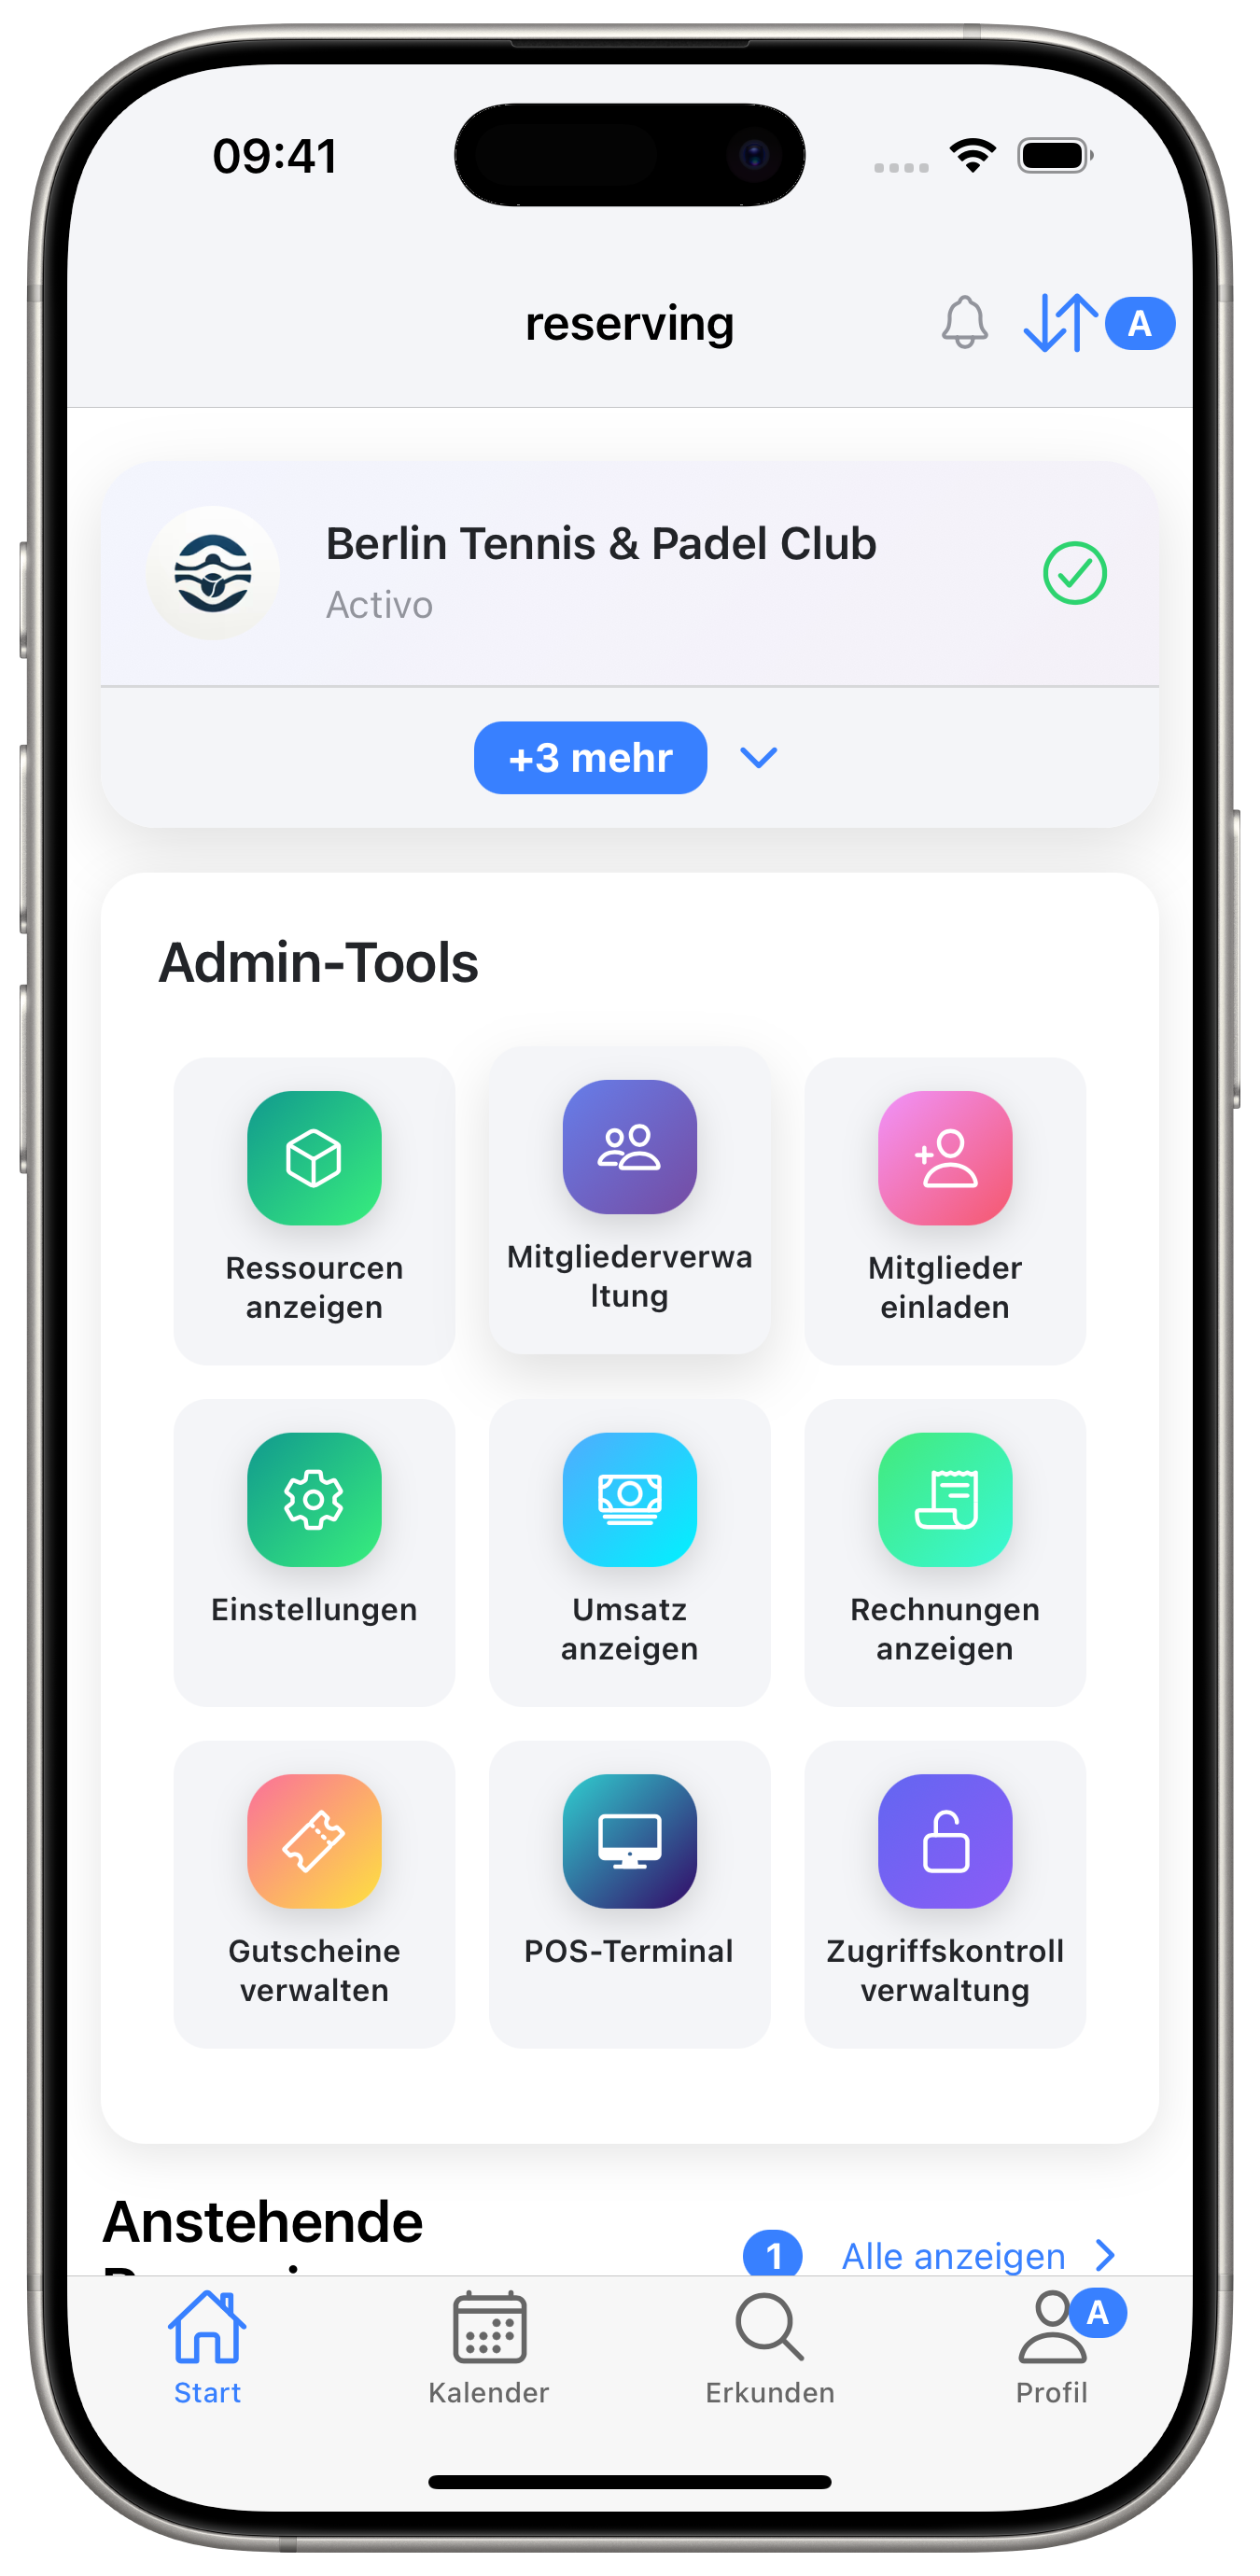 09:41
reserving
A
Berlin Tennis & Padel Club
Activo
+3 mehr
Admin-Tools
Ressourcen
anzeigen
Mitgliederverwa
ltung
Mitglieder
einladen
Einstellungen
Umsatz
anzeigen
Rechnungen
anzeigen
Gutscheine
verwalten
POS-Terminal
Zugriffskontroll
verwaltung
Anstehende
1
Alle anzeigen
A
Start
Kalender
Erkunden
Profil